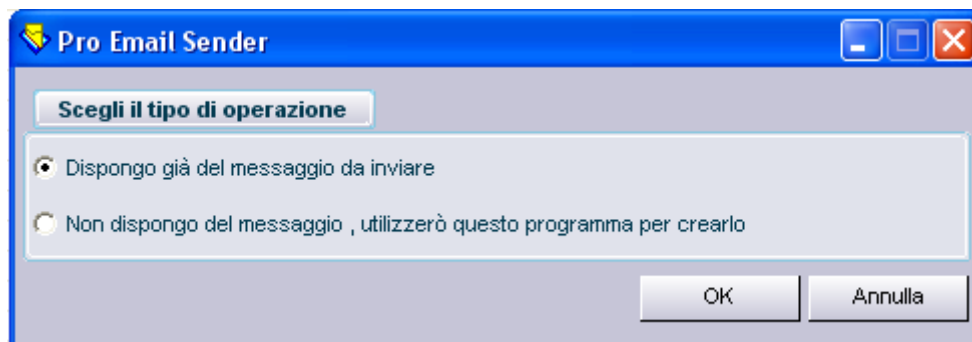 Pro Email Sender
Scegli il tipo di operazione
Dispongo già del messaggio da inviare
Non dispongo del messaggio , utilizzerò questo programma per crearlo
OK
Annulla